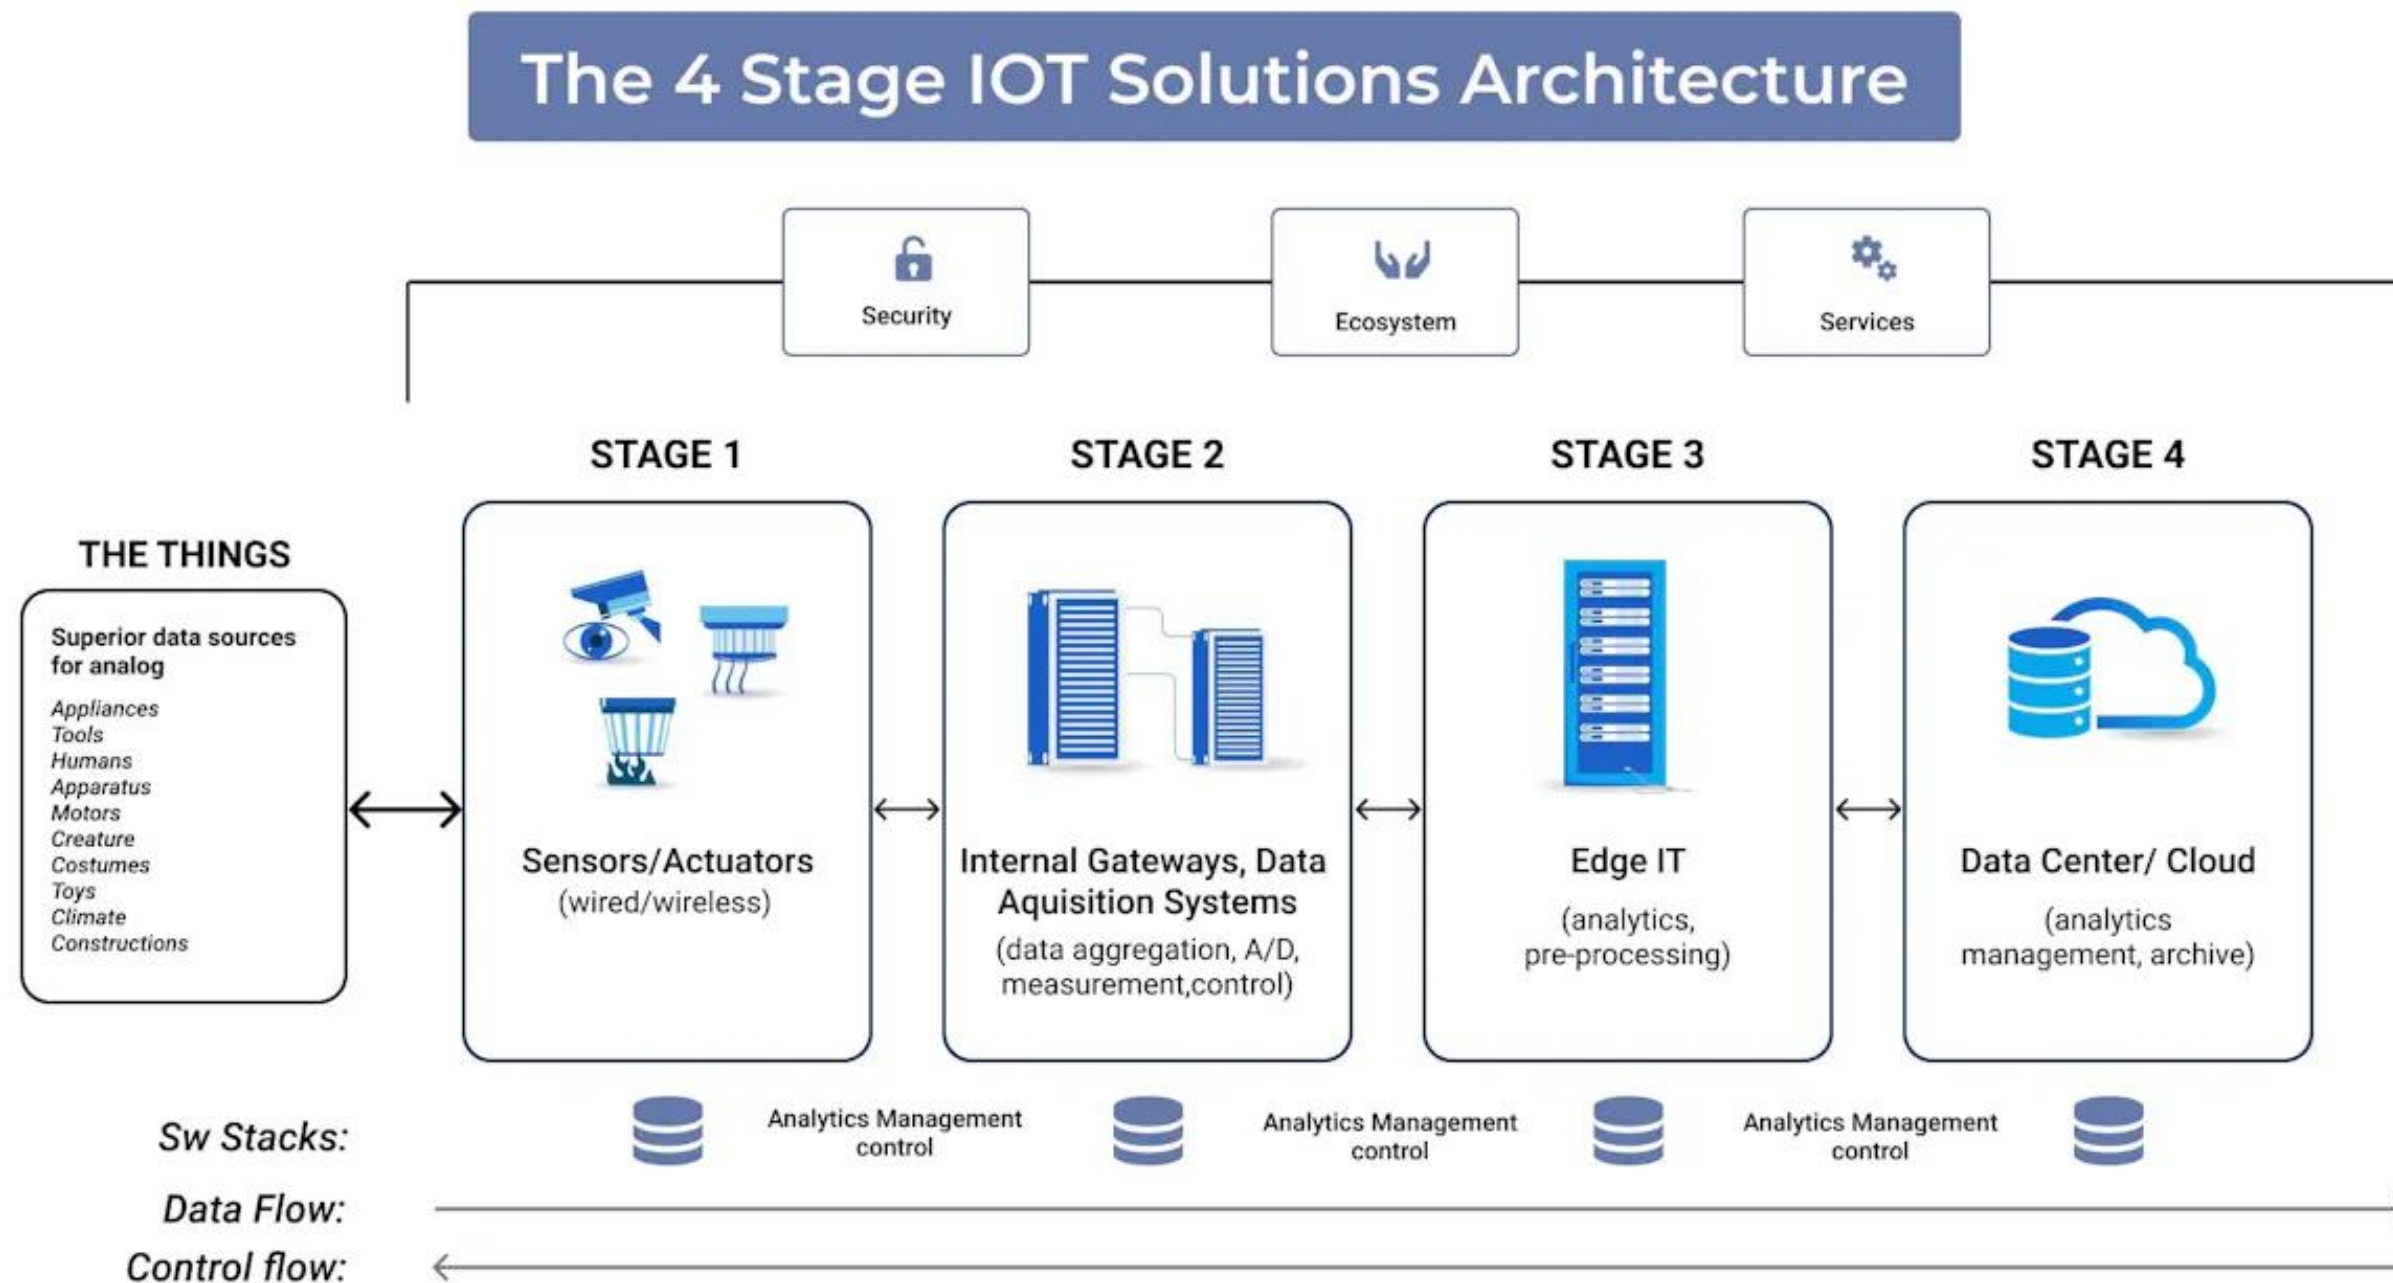 The 4 Stage IOT Solutions Architecture
Security
Ecosystem
Services
STAGE 1
STAGE 2
STAGE 3
STAGE 4
THE THINGS
Superior data sources
for analog
Appliances
Tools
Humans
Apparatus
Motors
Creature
Costumes
Toys
Climate
Constructions
Sensors/Actuators
(wired/wireless)
Internal Gateways, Data
Aquisition Systems
(data aggregation, A/D,
measurement,control)
Edge IT
(analytics,
pre-processing)
Data Center/ Cloud
(analytics
management, archive)
Sw Stacks:
Analytics Management
control
Analytics Management
control
Analytics Management
control
Data Flow:
Control flow: